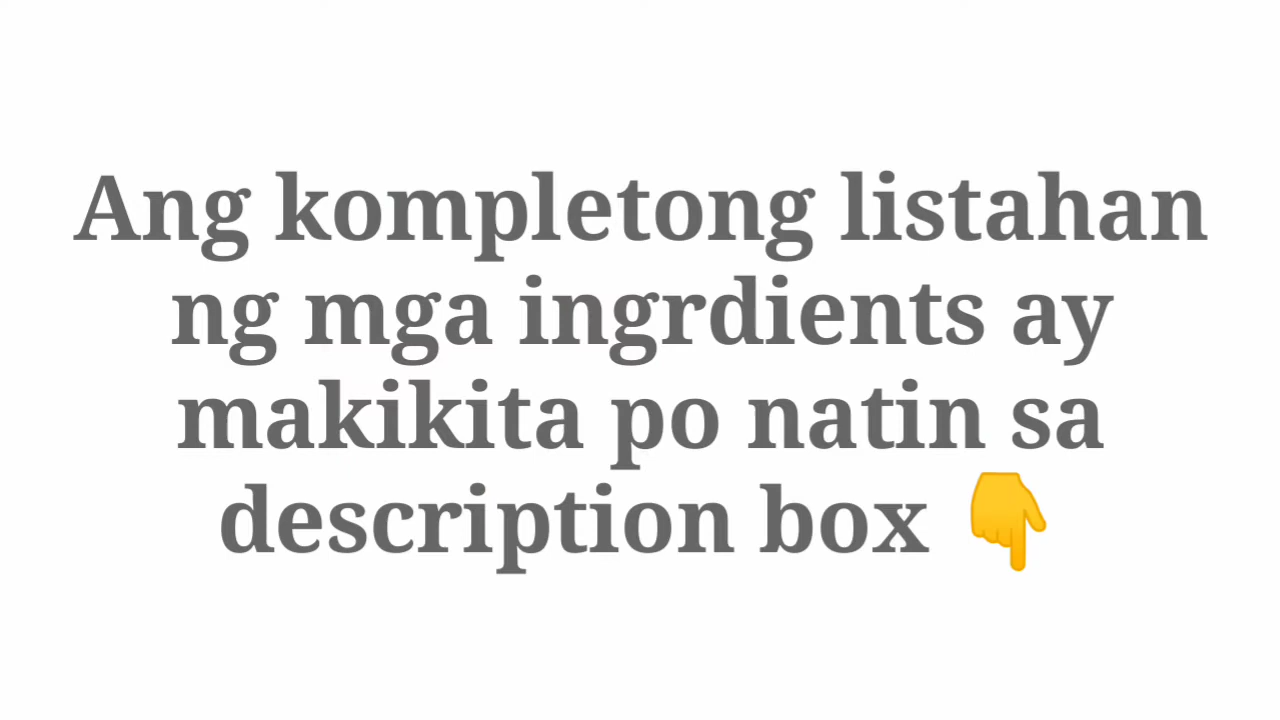 Ang kompletong listahan
ng mga ingrdients ay
makikita po natin sa
description box 👇